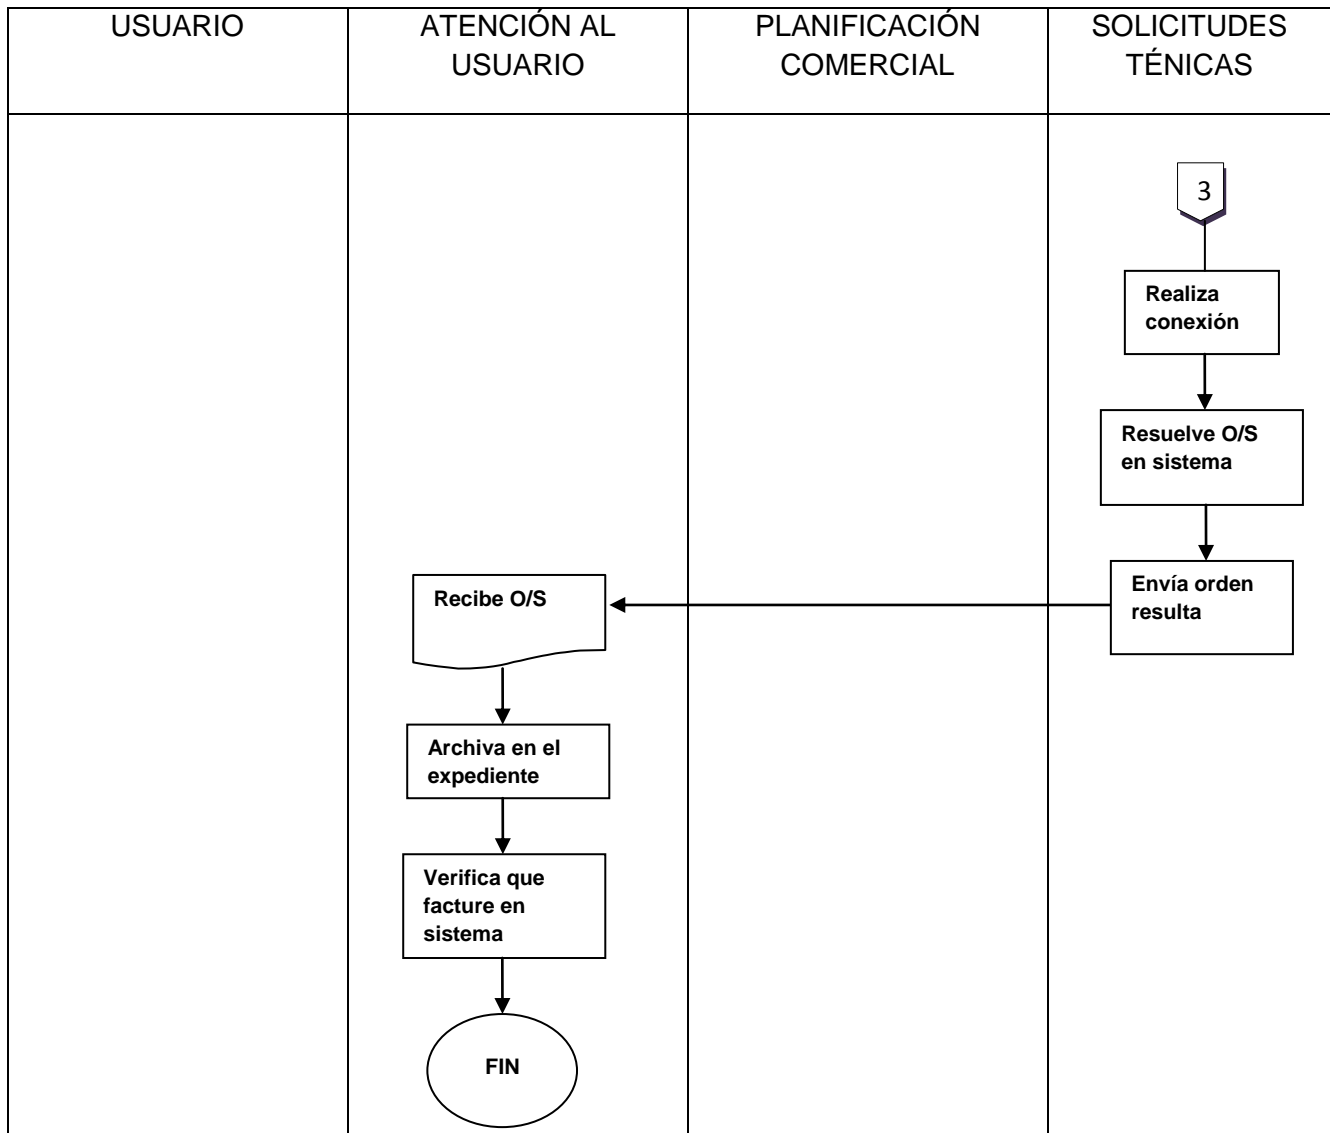 USUARIO
ATENCIÓN AL
USUARIO
PLANIFICACIÓN
COMERCIAL
SOLICITUDES
TÉNICAS
3
Realiza
conexión
Resuelve O/S
en sistema
Envía orden
resulta
Recibe O/S
Archiva en el
expediente
Verifica que
facture en
sistema
FIN